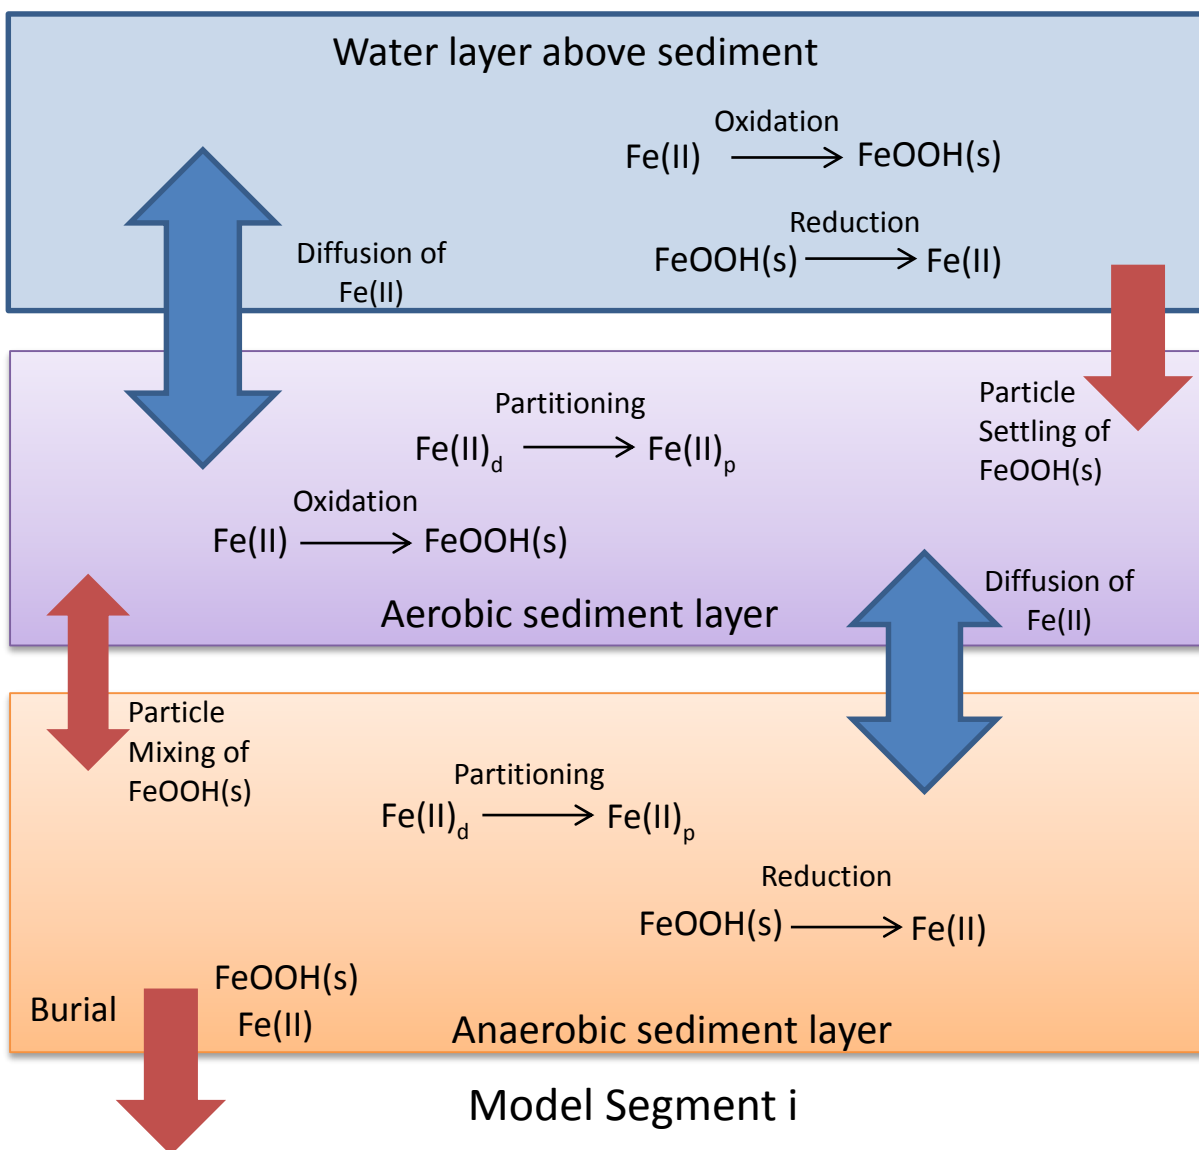 Water layer above sediment
Oxidation
Fe(II) → FeOOH(s)
Reduction
FeOOH(s) → Fe(II)
Diffusion of
Fe(II)
Particle
Settling of
FeOOH(s)
Partitioning
Fe(II)d → Fe(II)p
Oxidation
Fe(II) → FeOOH(s)
Diffusion of
Fe(II)
Aerobic sediment layer
Particle
Mixing of
FeOOH(s)
Partitioning
Fe(II)d → Fe(II)p
Reduction
FeOOH(s) → Fe(II)
FeOOH(s)
Burial
Fe(II)
Anaerobic sediment layer
Model Segment i